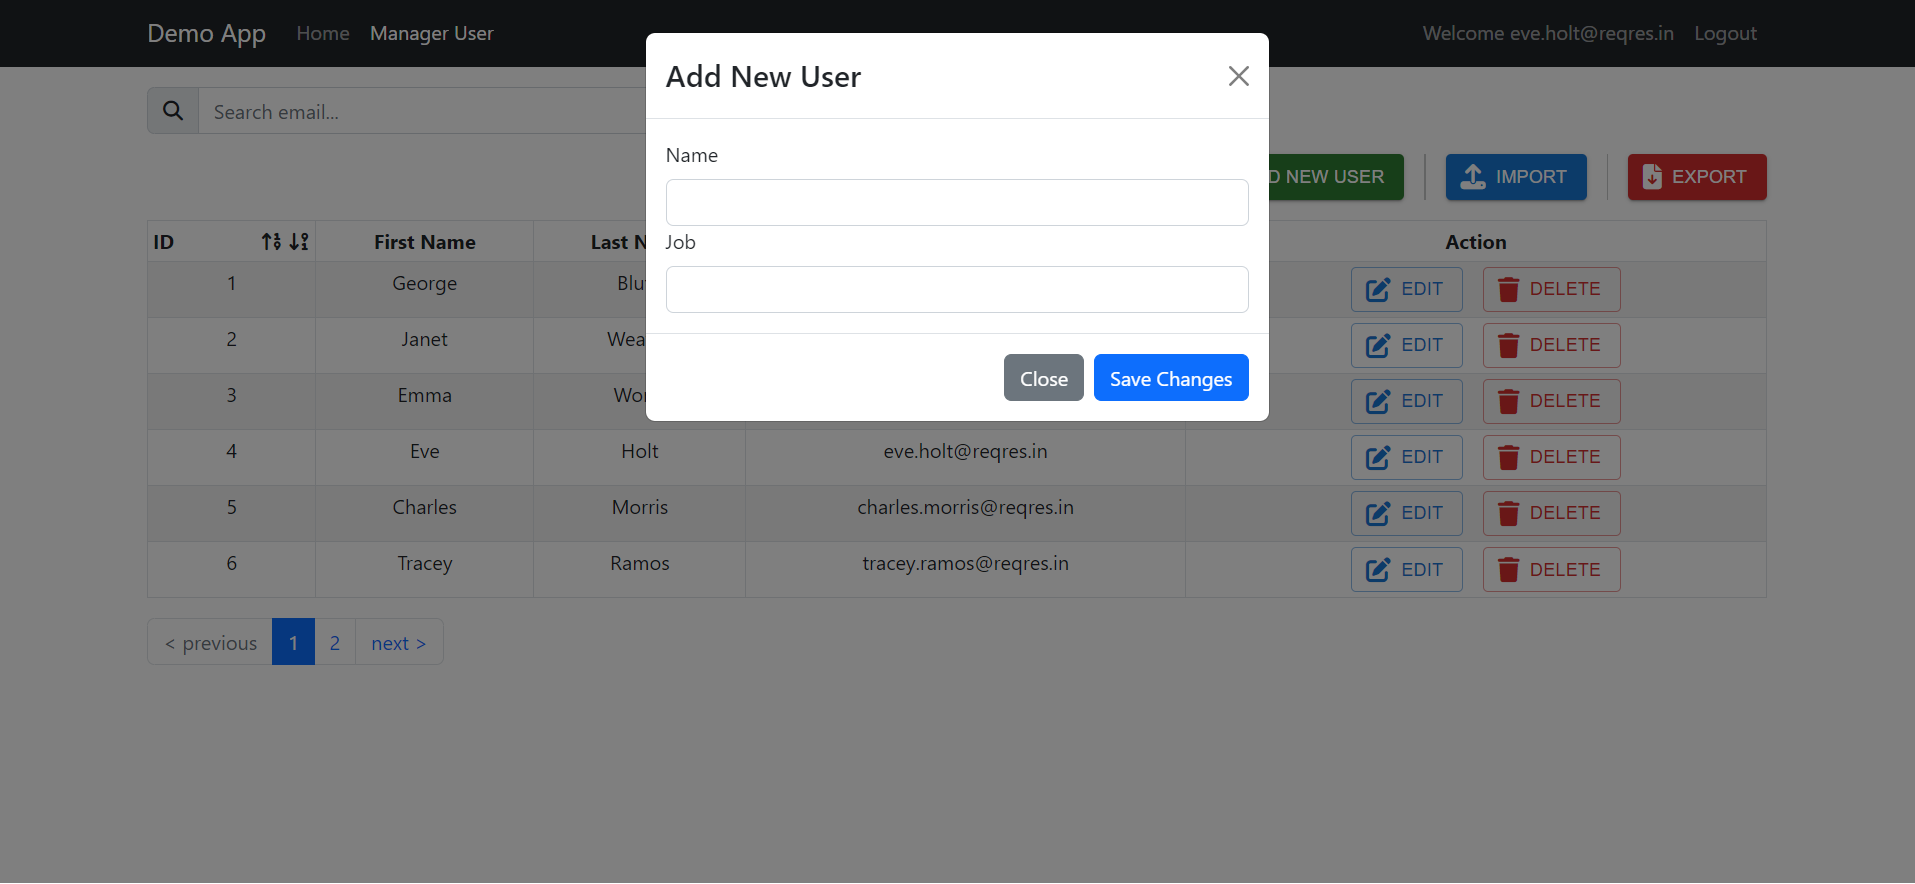 Demo App Home Manager User Welcome eve.holt@reqres.in Logout
Add New User
Search email...
Name
NEW USER IMPORT EXPORT
Job
ID First Name Last Action
1 George EDIT DELETE
2 Janet EDIT DELETE
3 Emma EDIT DELETE
Close Save Changes
4 Eve Holt eve.holt@reqres.in EDIT DELETE
5 Charles Morris charles.morris@reqres.in EDIT DELETE
6 Tracey Ramos tracey.ramos@reqres.in EDIT DELETE
< previous 1 2 next >